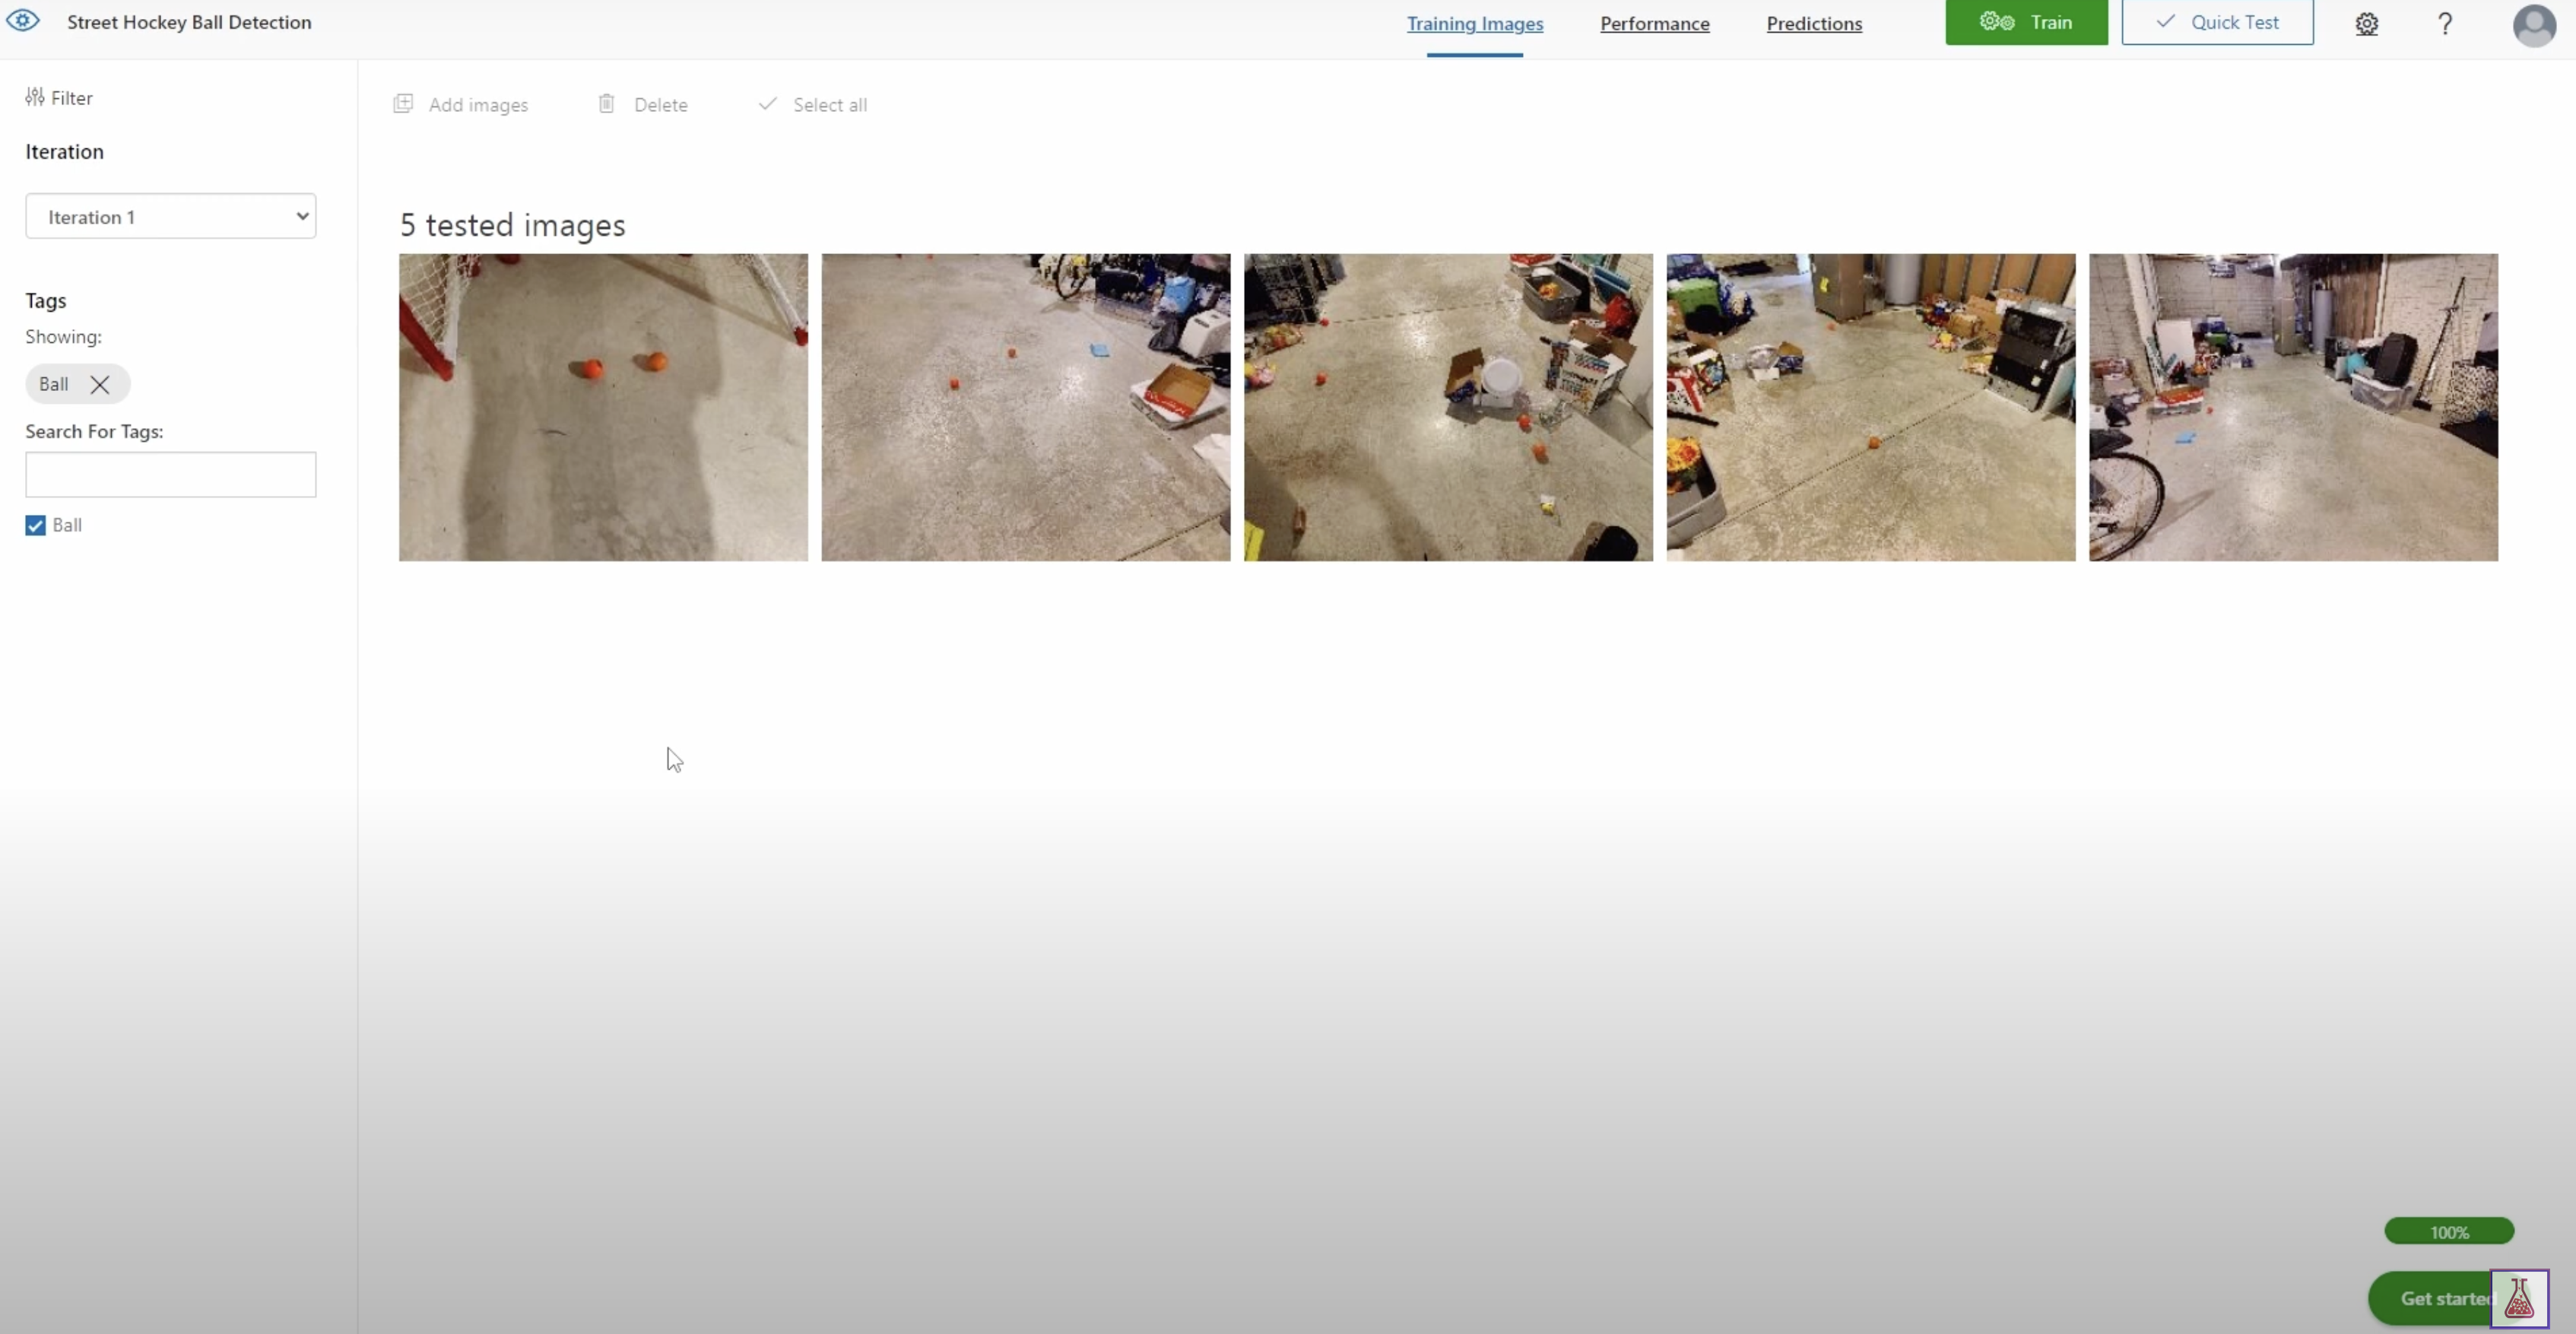 Street Hockey Ball Detection
Training Images
Performance
Predictions
Train
Quick Test
?
Filter
Iteration
Iteration 1
Tags
Showing:
Ball
Search For Tags:
Ball
Add images
Delete
Select all
5 tested images
100%
Get started